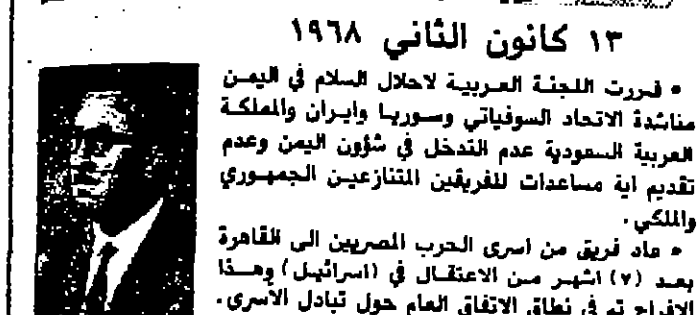 ١٣ كانون الثاني ١٩٦٨
• قررت اللجنة العربية لاحلال السلام في اليمن
مناشدة الاتحاد السوفياتي وسوريا وايران والمملكة
العربية السعودية عدم التدخل في شؤون اليمن وعدم
تقديم اية مساعدات للفريقين المتنازعين الجمهوري
والملكي.
• عاد فريق من اسرى الحرب المصريين الى القاهرة
بعد (٧) اشهر من الاعتقال في (اسرائيل) وهذا
الافراج تم في نطاق الاتفاق العام حول تبادل الأسرى.